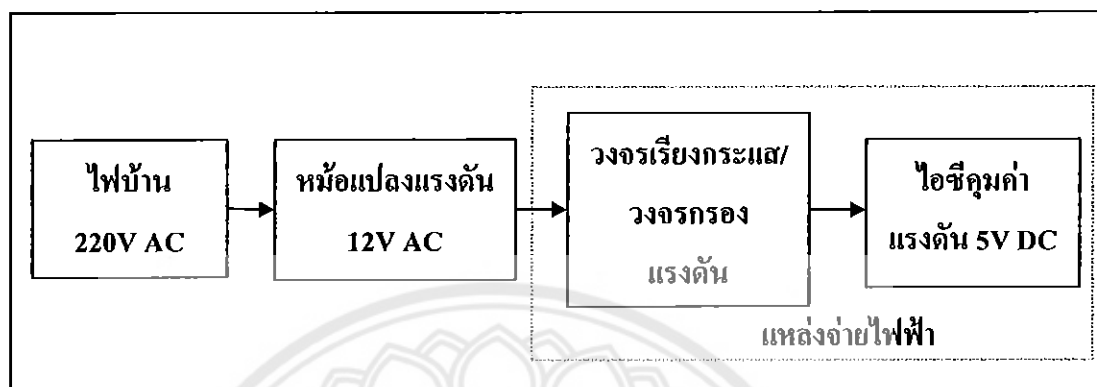 ไฟบ้าน
220V AC
หม้อแปลงแรงดัน
12V AC
วงจรเรียงกระแส/
วงจรกรอง
แรงดัน
ไอซีคุมค่า
แรงดัน 5V DC
แหล่งจ่ายไฟฟ้า